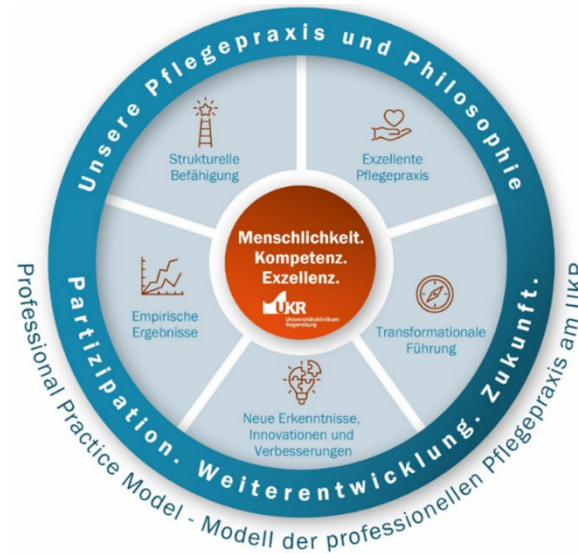 Unsere Pflegepraxis und Philosophie
Strukturelle
Befähigung
Exzellente
Pflegepraxis
Menschlichkeit.
Kompetenz.
Exzellenz.
UKR
Universitätsklinikum
Regensburg
Empirische
Ergebnisse
Transformationale
Führung
Neue Erkenntnisse,
Innovationen und
Verbesserungen
Partizipation. Weiterentwicklung. Zukunft.
Professional Practice Model - Modell der professionellen Pflegepraxis am UKR